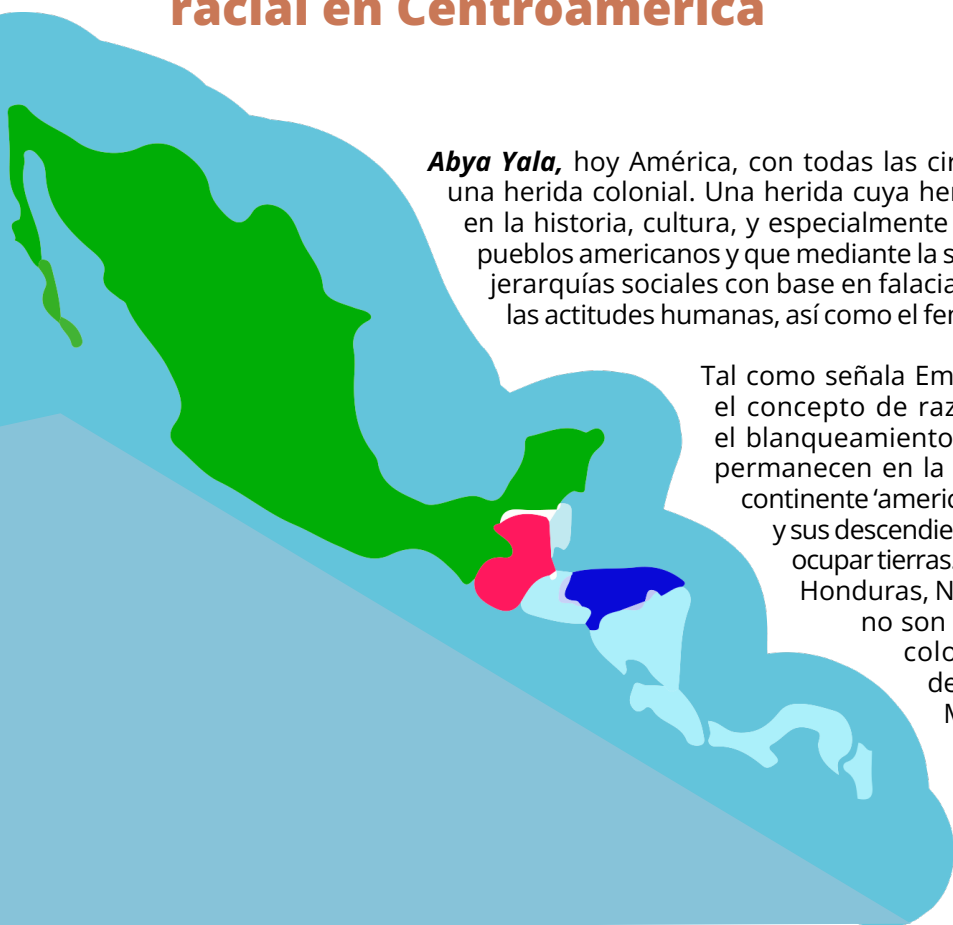 racial en Centroamérica
Abya Yala, hoy América, con todas las cir
una herida colonial. Una herida cuya her
en la historia, cultura, y especialmente
pueblos americanos y que mediante la s
jerarquías sociales con base en falacia
las actitudes humanas, así como el fer
Tal como señala Em
el concepto de raz
el blanqueamiento
permanecen en la
continente ‘americ
y sus descendie
ocupar tierras.
Honduras, N
no son
colo
de
M